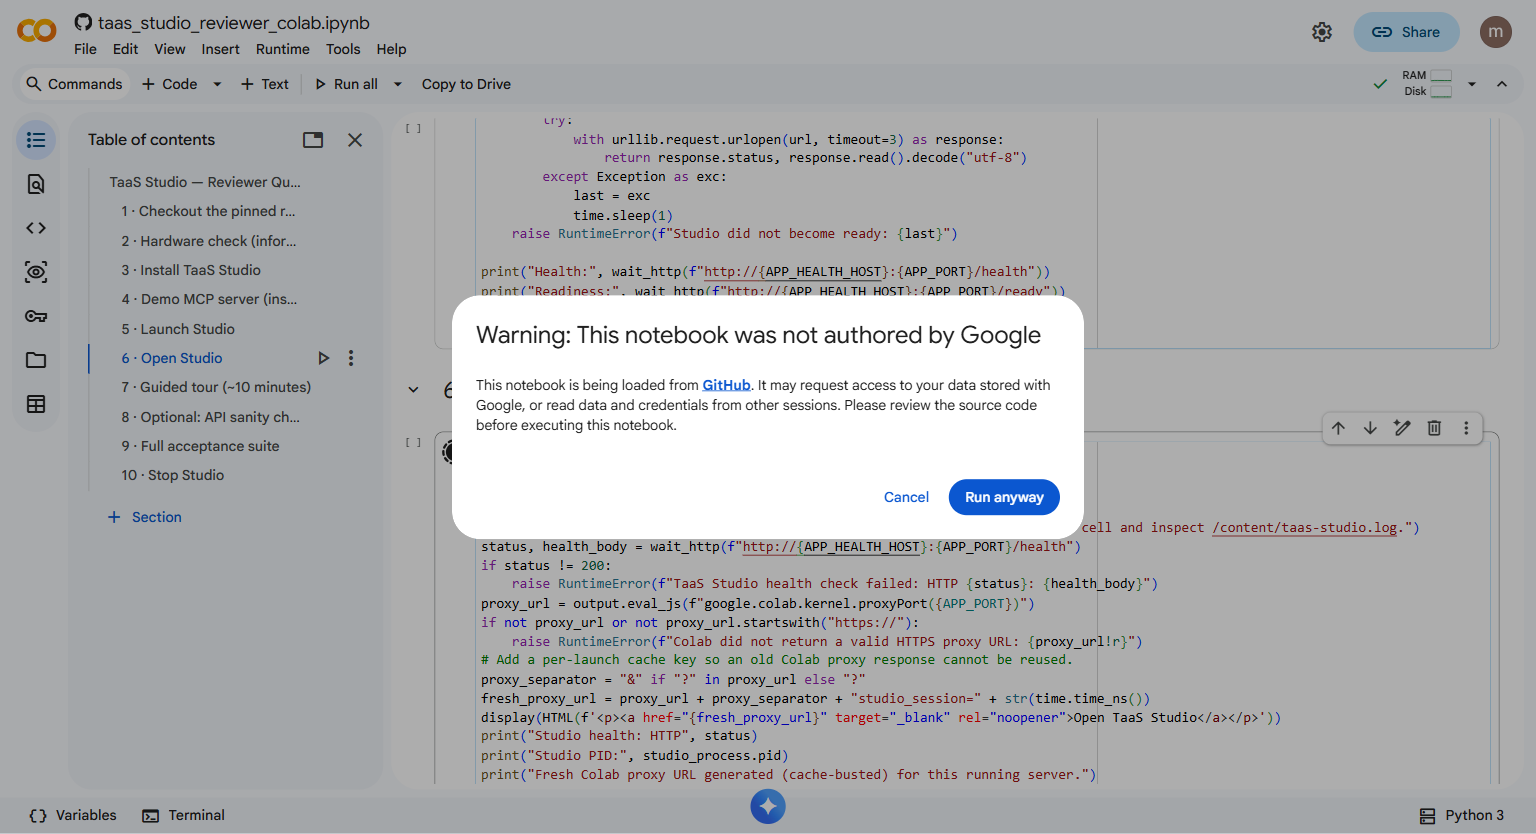 taas_studio_reviewer_colab.ipynb
File Edit View Insert Runtime Tools Help
Share
m
Commands + Code + Text Run all Copy to Drive
RAM
Disk
Table of contents
TaaS Studio — Reviewer Qu...
1 · Checkout the pinned r...
2 · Hardware check (infor...
3 · Install TaaS Studio
4 · Demo MCP server (ins...
5 · Launch Studio
6 · Open Studio
7 · Guided tour (~10 minutes)
8 · Optional: API sanity ch...
9 · Full acceptance suite
10 · Stop Studio
+ Section
[ ]
try:
with urllib.request.urlopen(url, timeout=3) as response:
return response.status, response.read().decode("utf-8")
except Exception as exc:
last = exc
time.sleep(1)
raise RuntimeError(f"Studio did not become ready: {last}")
print("Health:", wait_http(f"http://{APP_HEALTH_HOST}:{APP_PORT}/health"))
print("Readiness:", wait_http(f"http://{APP_HEALTH_HOST}:{APP_PORT}/ready"))
Warning: This notebook was not authored by Google
This notebook is being loaded from GitHub. It may request access to your data stored with
Google, or read data and credentials from other sessions. Please review the source code
before executing this notebook.
Cancel Run anyway
6
[ ]
cell and inspect /content/taas-studio.log.")
status, health_body = wait_http(f"http://{APP_HEALTH_HOST}:{APP_PORT}/health")
if status != 200:
raise RuntimeError(f"TaaS Studio health check failed: HTTP {status}: {health_body}")
proxy_url = output.eval_js(f"google.colab.kernel.proxyPort({APP_PORT})")
if not proxy_url or not proxy_url.startswith("https://"):
raise RuntimeError(f"Colab did not return a valid HTTPS proxy URL: {proxy_url!r}")
# Add a per-launch cache key so an old Colab proxy response cannot be reused.
proxy_separator = "&" if "?" in proxy_url else "?"
fresh_proxy_url = proxy_url + proxy_separator + "studio_session=" + str(time.time_ns())
display(HTML(f'<p><a href="{fresh_proxy_url}" target="_blank" rel="noopener">Open TaaS Studio</a></p>'))
print("Studio health: HTTP", status)
print("Studio PID:", studio_process.pid)
print("Fresh Colab proxy URL generated (cache-busted) for this running server.")
Variables Terminal
Python 3